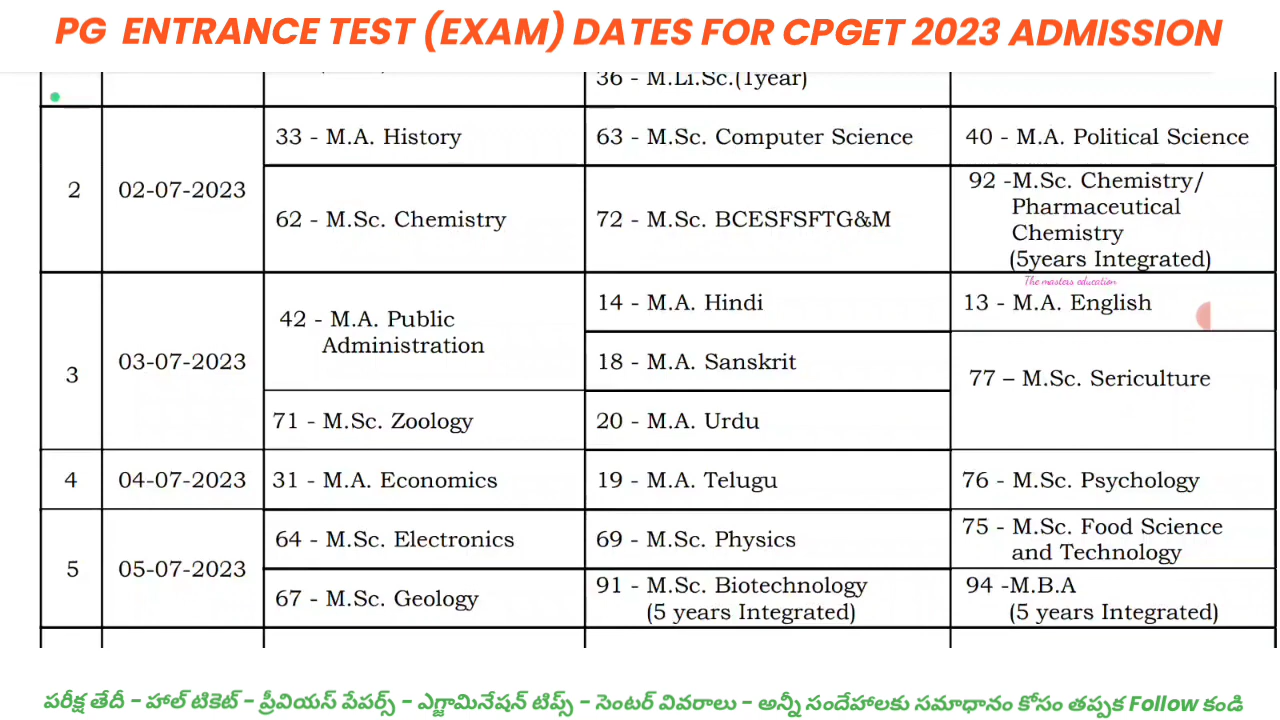 PG ENTRANCE TEST (EXAM) DATES FOR CPGET 2023 ADMISSION
36 - M.Li.Sc.(1year)
2
02-07-2023
33 - M.A. History
63 - M.Sc. Computer Science
40 - M.A. Political Science
62 - M.Sc. Chemistry
72 - M.Sc. BCESFSFTG&M
92 -M.Sc. Chemistry/
Pharmaceutical
Chemistry
(5years Integrated)
The masters education
3
03-07-2023
42 - M.A. Public
Administration
14 - M.A. Hindi
13 - M.A. English
18 - M.A. Sanskrit
77 – M.Sc. Sericulture
71 - M.Sc. Zoology
20 - M.A. Urdu
4
04-07-2023
31 - M.A. Economics
19 - M.A. Telugu
76 - M.Sc. Psychology
5
05-07-2023
64 - M.Sc. Electronics
69 - M.Sc. Physics
75 - M.Sc. Food Science
and Technology
67 - M.Sc. Geology
91 - M.Sc. Biotechnology
(5 years Integrated)
94 -M.B.A
(5 years Integrated)
పరీక్ష తేదీ - హాల్ టికెట్ - ప్రీవియస్ పేపర్స్ - ఎగ్జామినేషన్ టిప్స్ - సెంటర్ వివరాలు - అన్నీ సందేహాలకు సమాధానం కోసం తప్పక Follow కండి